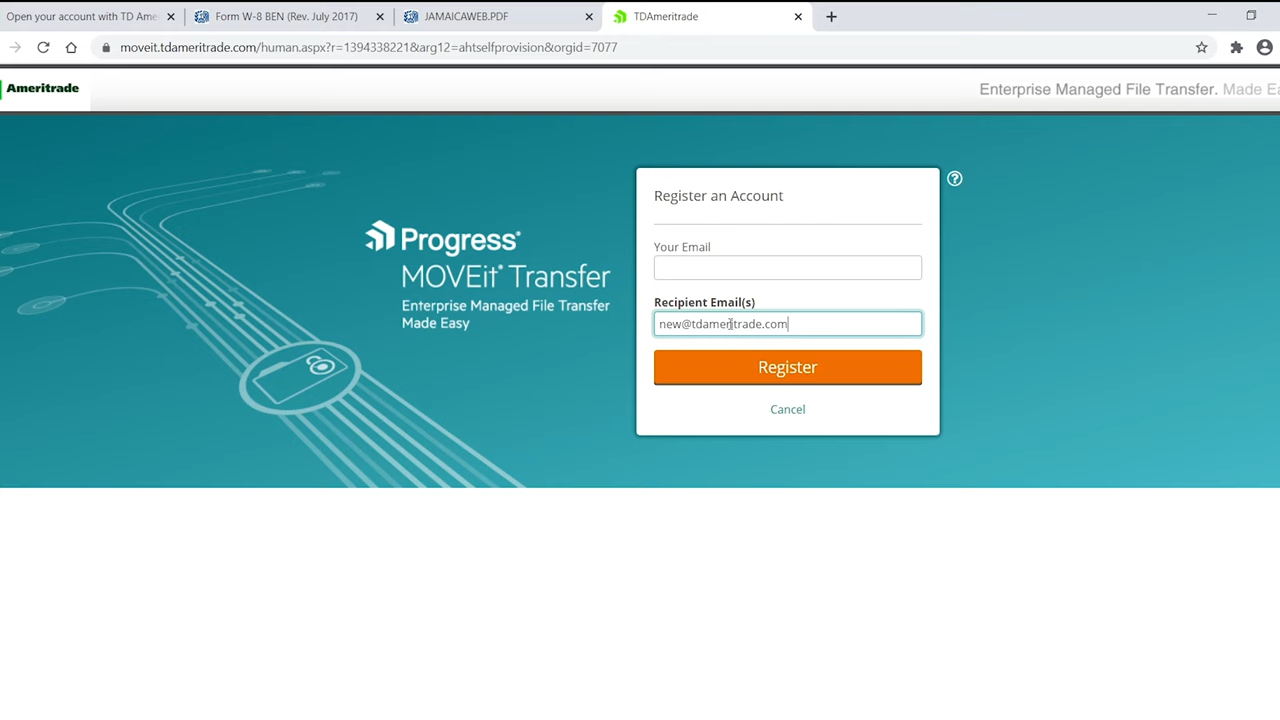 Open your account with TD Ame
Form W-8 BEN (Rev. July 2017)
JAMAICAWEB.PDF
TDAmeritrade
moveit.tdameritrade.com/human.aspx?r=1394338221&arg12=ahtselfprovision&orgid=7077
Ameritrade
Enterprise Managed File Transfer. Made Ea
Progress®
MOVEit® Transfer
Enterprise Managed File Transfer
Made Easy
Register an Account
Your Email
Recipient Email(s)
new@tdameritrade.com
Register
Cancel